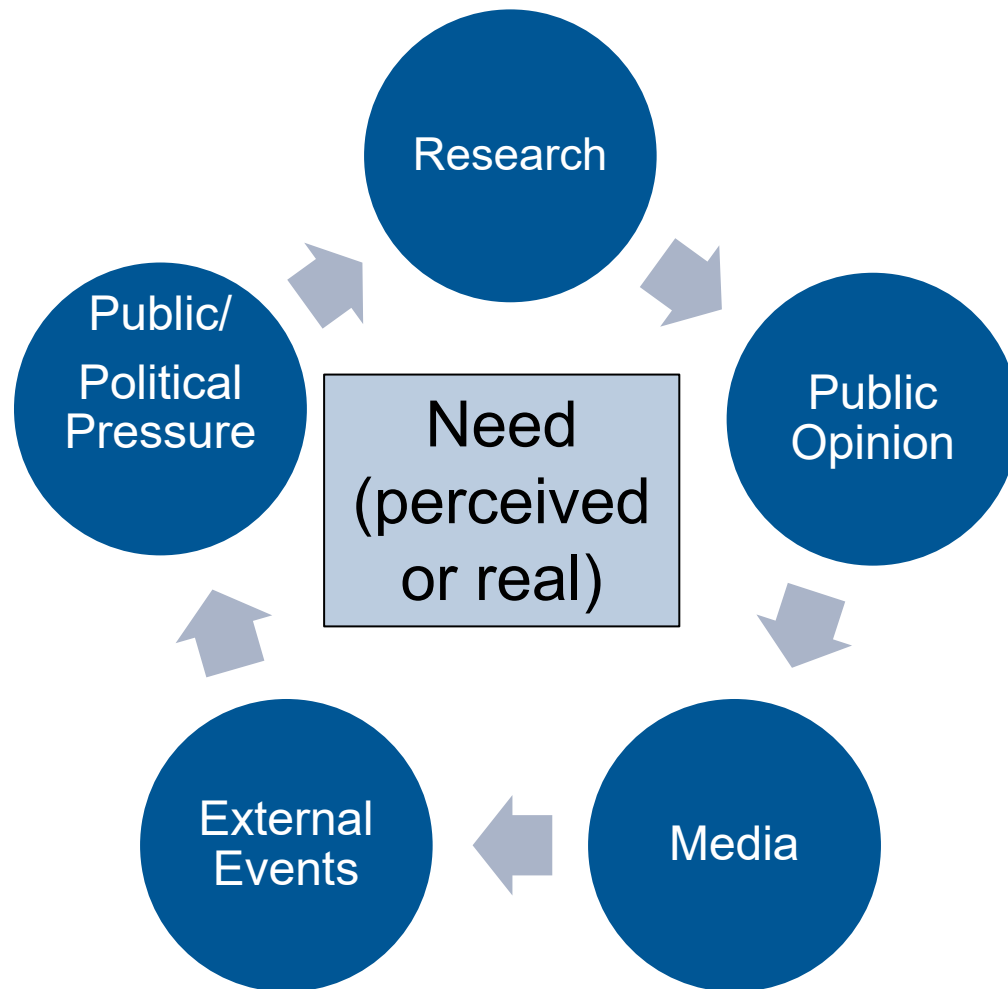 Research
Public/
Political
Pressure
Public
Opinion
Need
(perceived
or real)
External
Events
Media